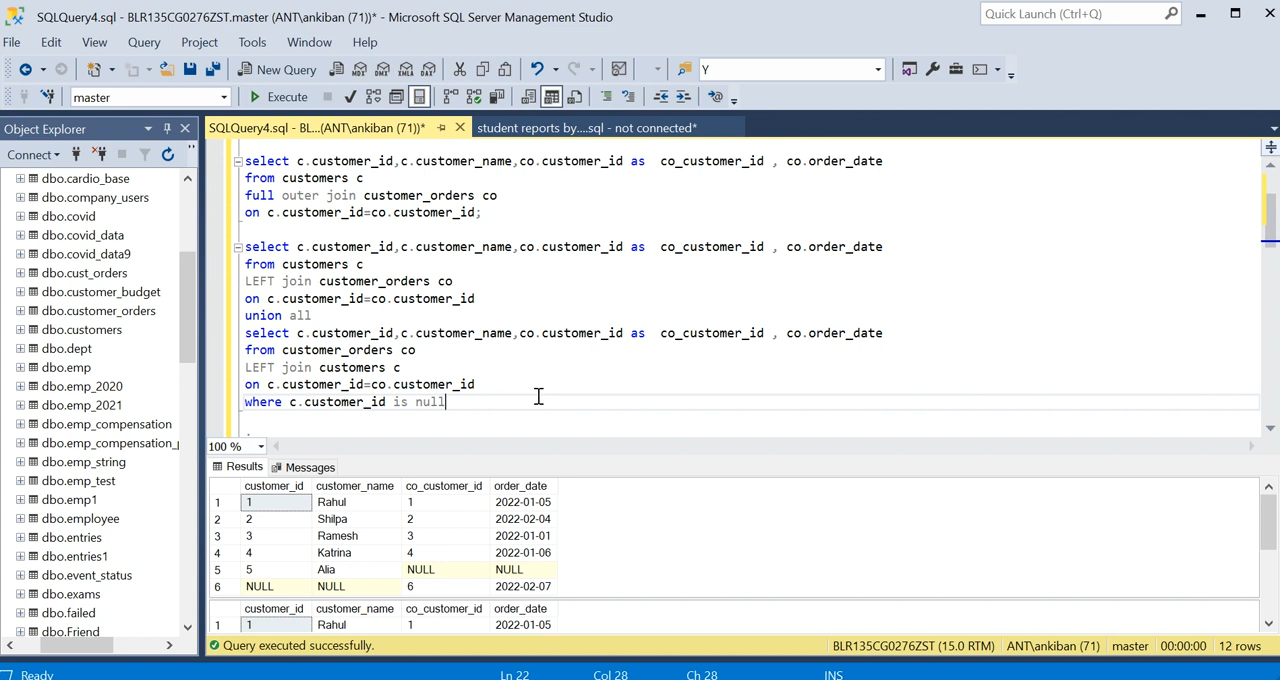 SQLQuery4.sql - BLR135CG0276ZST.master (ANT\ankiban (71))* - Microsoft SQL Server Management Studio
Quick Launch (Ctrl+Q)
File Edit View Query Project Tools Window Help
New Query MDX DMX XMLA DAX Y
master Execute
Object Explorer
SQLQuery4.sql - BL...(ANT\ankiban (71))* student reports by....sql - not connected*
Connect
dbo.cardio_base
dbo.company_users
dbo.covid
dbo.covid_data
dbo.covid_data9
dbo.cust_orders
dbo.customer_budget
dbo.customer_orders
dbo.customers
dbo.dept
dbo.emp
dbo.emp_2020
dbo.emp_2021
dbo.emp_compensation
dbo.emp_compensation_
dbo.emp_string
dbo.emp_test
dbo.emp1
dbo.employee
dbo.entries
dbo.entries1
dbo.event_status
dbo.exams
dbo.failed
dbo.Friend
select c.customer_id,c.customer_name,co.customer_id as  co_customer_id , co.order_date
from customers c
full outer join customer_orders co
on c.customer_id=co.customer_id;
select c.customer_id,c.customer_name,co.customer_id as  co_customer_id , co.order_date
from customers c
LEFT join customer_orders co
on c.customer_id=co.customer_id
union all
select c.customer_id,c.customer_name,co.customer_id as  co_customer_id , co.order_date
from customer_orders co
LEFT join customers c
on c.customer_id=co.customer_id
where c.customer_id is null
100 %
Results Messages
customer_id customer_name co_customer_id order_date
1 1 Rahul 1 2022-01-05
2 2 Shilpa 2 2022-02-04
3 3 Ramesh 3 2022-01-01
4 4 Katrina 4 2022-01-06
5 5 Alia NULL NULL
6 NULL NULL 6 2022-02-07
customer_id customer_name co_customer_id order_date
1 1 Rahul 1 2022-01-05
Query executed successfully. BLR135CG0276ZST (15.0 RTM) ANT\ankiban (71) master 00:00:00 12 rows
Ready Ln 22 Col 28 Ch 28 INS